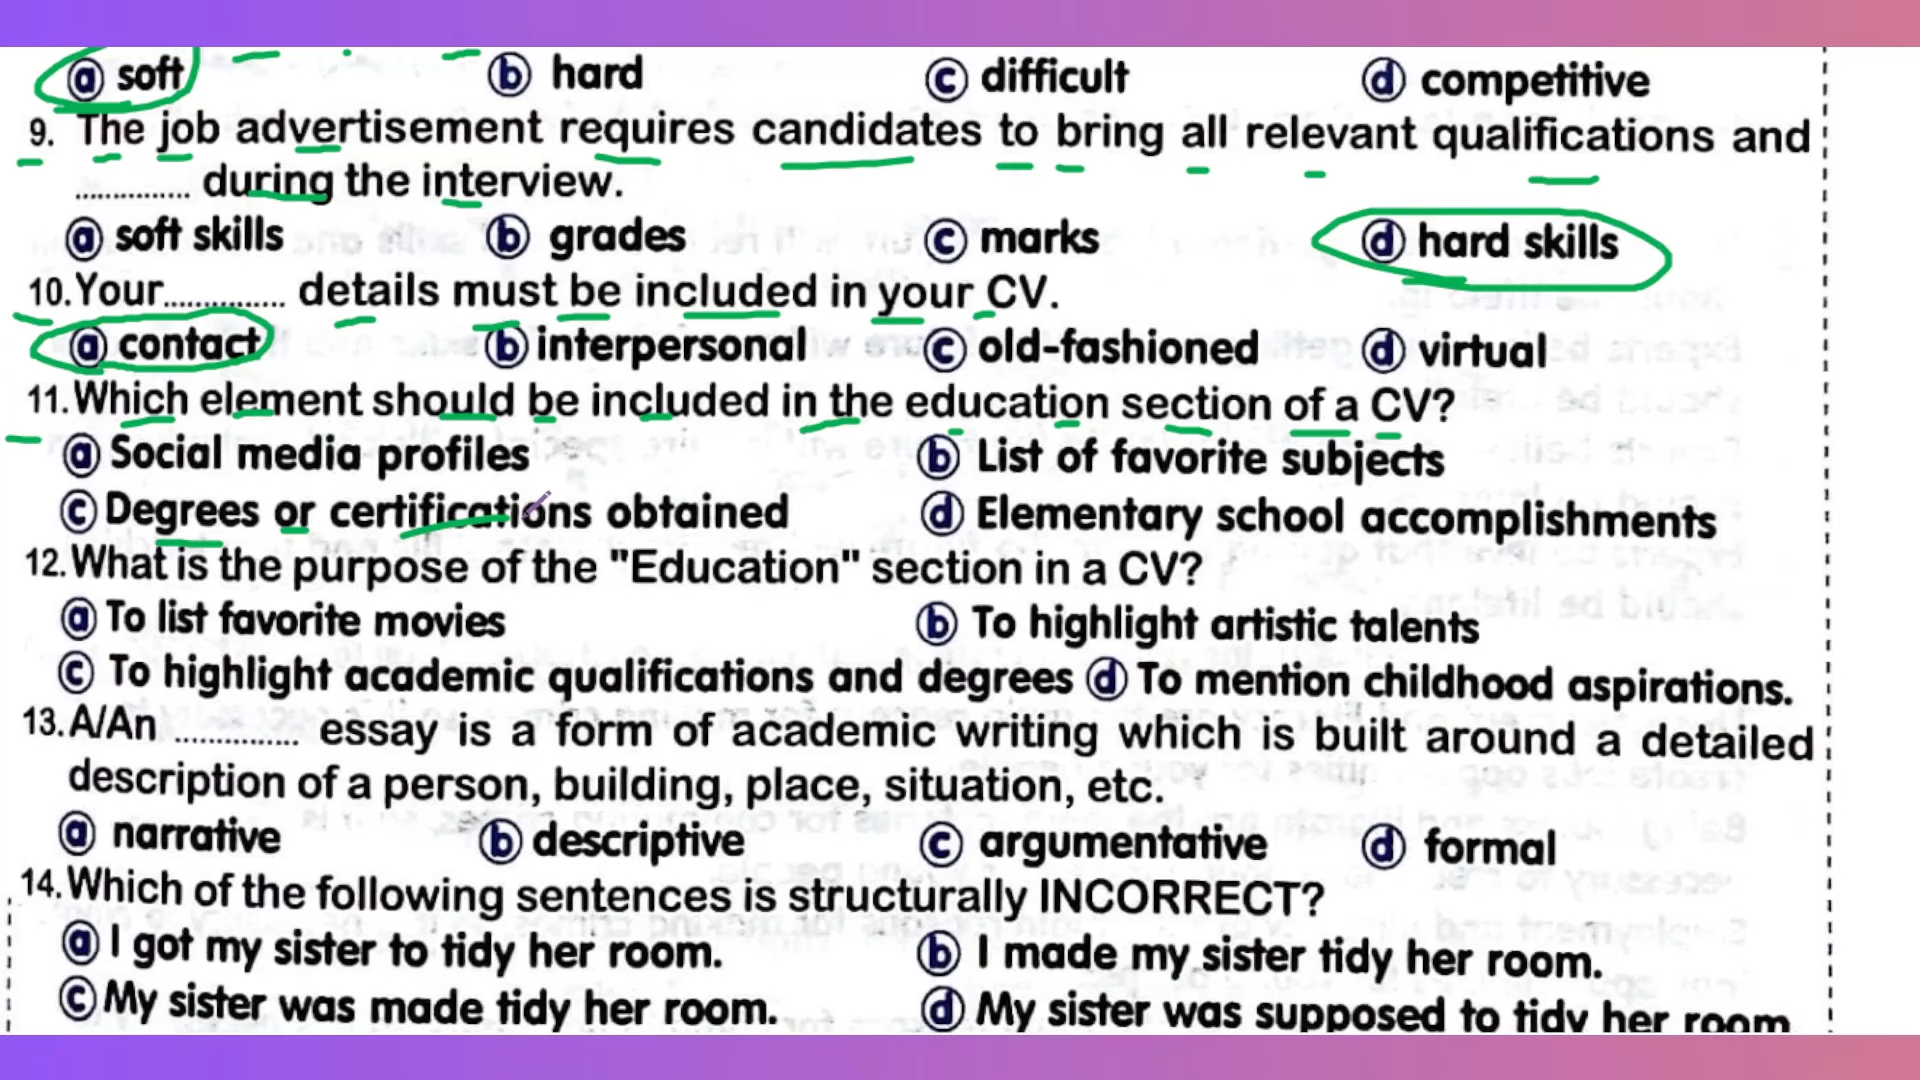 a soft b hard c difficult d competitive
9. The job advertisement requires candidates to bring all relevant qualifications and
.............. during the interview.
a soft skills b grades c marks d hard skills
10. Your............... details must be included in your CV.
a contact b interpersonal c old-fashioned d virtual
11. Which element should be included in the education section of a CV?
a Social media profiles b List of favorite subjects
c Degrees or certifications obtained d Elementary school accomplishments
12. What is the purpose of the "Education" section in a CV?
a To list favorite movies b To highlight artistic talents
c To highlight academic qualifications and degrees d To mention childhood aspirations.
13. A/An ............... essay is a form of academic writing which is built around a detailed
description of a person, building, place, situation, etc.
a narrative b descriptive c argumentative d formal
14. Which of the following sentences is structurally INCORRECT?
a I got my sister to tidy her room. b I made my sister tidy her room.
c My sister was made tidy her room. d My sister was supposed to tidy her room